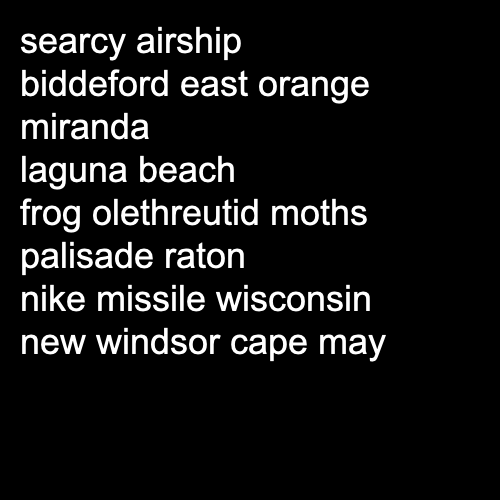 searcy airship
biddeford east orange
miranda
laguna beach
frog olethreutid moths
palisade raton
nike missile wisconsin
new windsor cape may